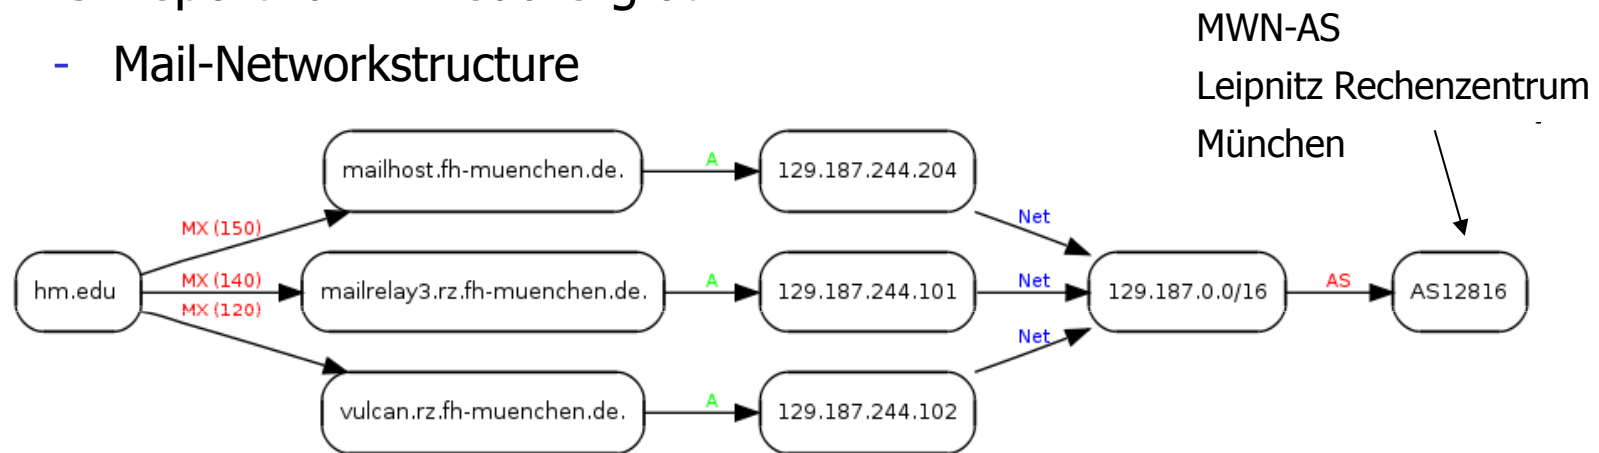 - Mail-Networkstructure
MWN-AS
Leipnitz Rechenzentrum
München
hm.edu
MX (150)
MX (140)
MX (120)
mailhost.fh-muenchen.de.
A
129.187.244.204
Net
mailrelay3.rz.fh-muenchen.de.
A
129.187.244.101
Net
vulcan.rz.fh-muenchen.de.
A
129.187.244.102
Net
129.187.0.0/16
AS
AS12816